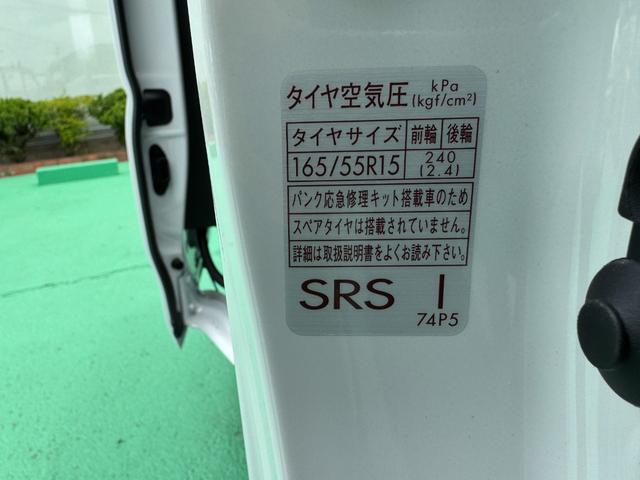 タイヤ空気圧 kPa (kgf/cm²)
タイヤサイズ 前輪 後輪
165/55R15 240 (2.4)
パンク応急修理キット搭載車のため
スペアタイヤは搭載されていません。
詳細は取扱説明書をよくお読み下さい。
SRS I
74P5